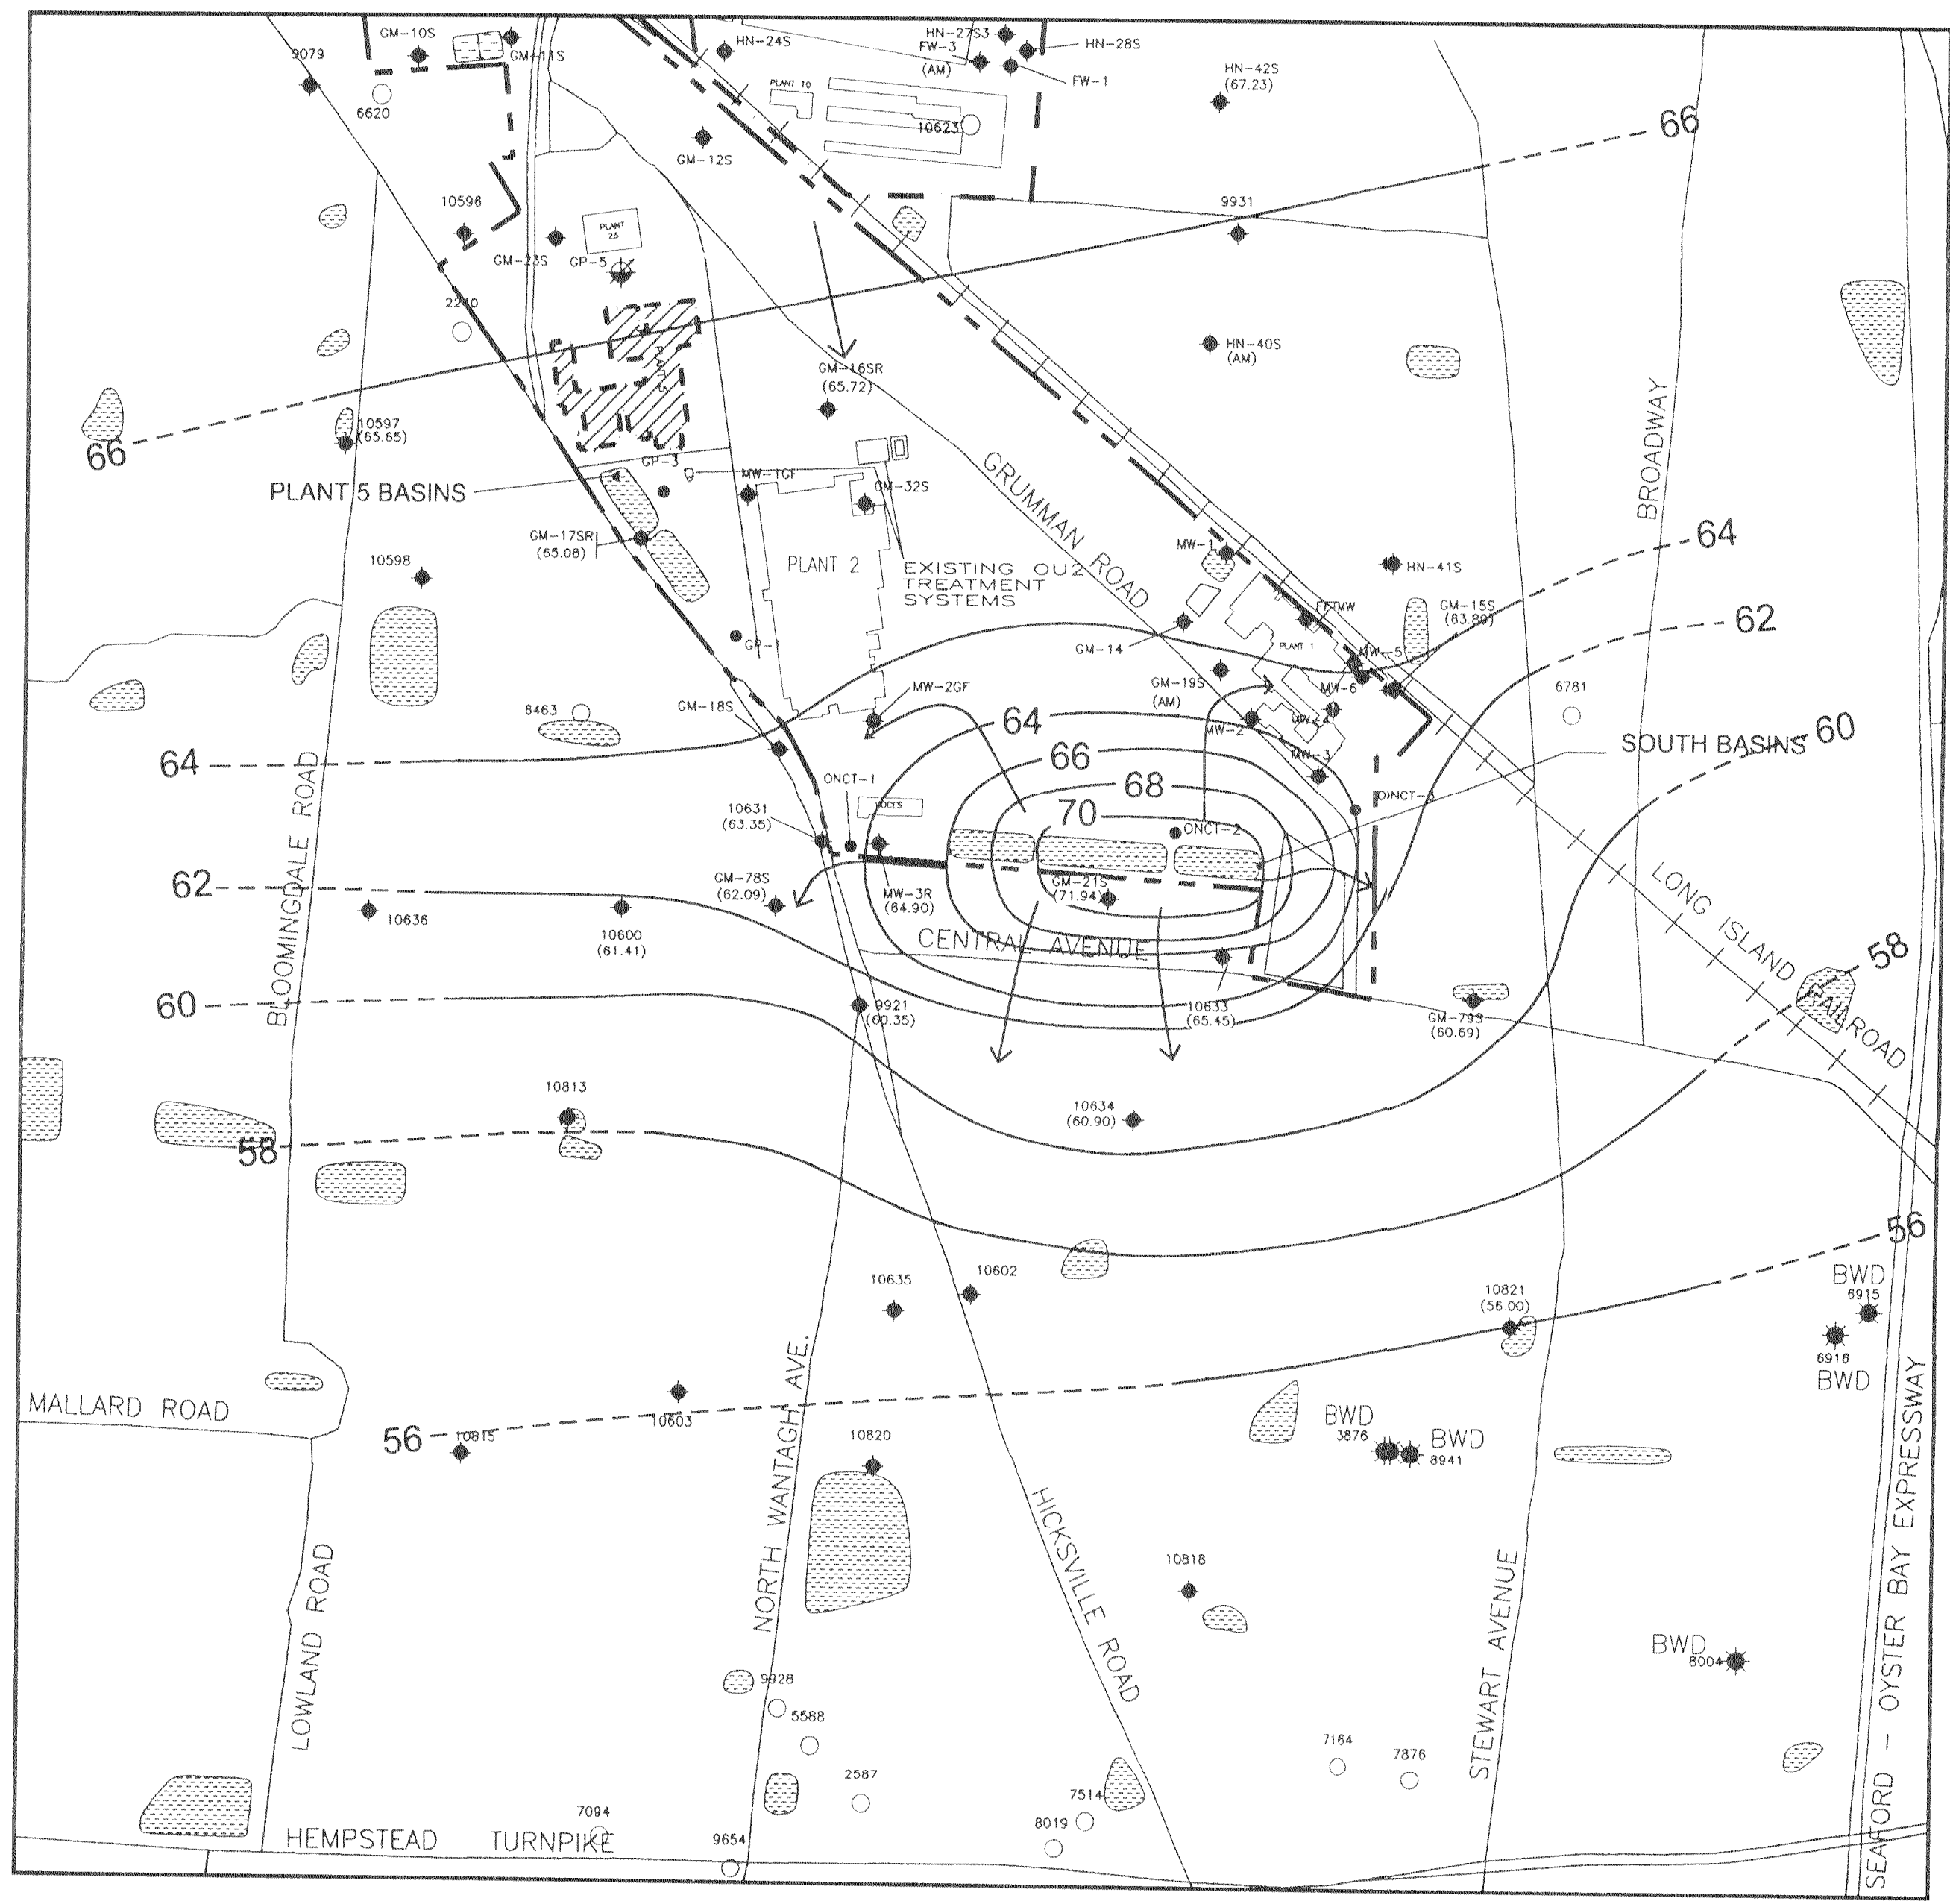 GM-10S
GM-11S
9079
6620
HN-24S
HN-27S3
FW-3
(AM)
HN-28S
FW-1
PLANT 10
10623
HN-42S
(67.23)
66
GM-12S
10596
GM-23S
PLANT
25
GP-5
9931
2210
HN-40S
(AM)
GM-16SR
(65.72)
10597
(65.65)
66
PLANT 5 BASINS
GP-3
MW-1GF
GM-32S
GM-17SR
(65.08)
PLANT 2
EXISTING OU2
TREATMENT
SYSTEMS
GRUMMAN ROAD
BROADWAY
64
MW-1
HN-41S
10598
GM-15S
(63.80)
62
GM-14
PLANT 1
GP-1
MW-5
GM-19S
(AM)
MW-6
6781
MW-2GF
GM-18S
6463
64
MW-2
MW-4
MW-3
60
SOUTH BASINS
64
66
68
70
ONCT-1
ONCT-2
ONCT-3
10631
(63.35)
BLOOMINGDALE ROAD
62
GM-78S
(62.09)
MW-3R
(64.90)
GM-21S
(71.94)
10636
10600
(61.41)
CENTRAL AVENUE
LONG ISLAND RAILROAD
58
60
9921
(60.35)
10633
(65.45)
GM-79S
(60.69)
10813
10634
(60.90)
58
56
10635
10602
10821
(56.00)
BWD
6915
6916
BWD
MALLARD ROAD
10603
56
10815
10820
BWD
3876
BWD
8941
NORTH WANTAGH AVE.
HICKSVILLE ROAD
10818
STEWART AVENUE
BWD
8004
LOWLAND ROAD
SEAFORD - OYSTER BAY EXPRESSWAY
9928
5588
7164
7876
2587
7514
8019
7094
9654
HEMPSTEAD TURNPIKE